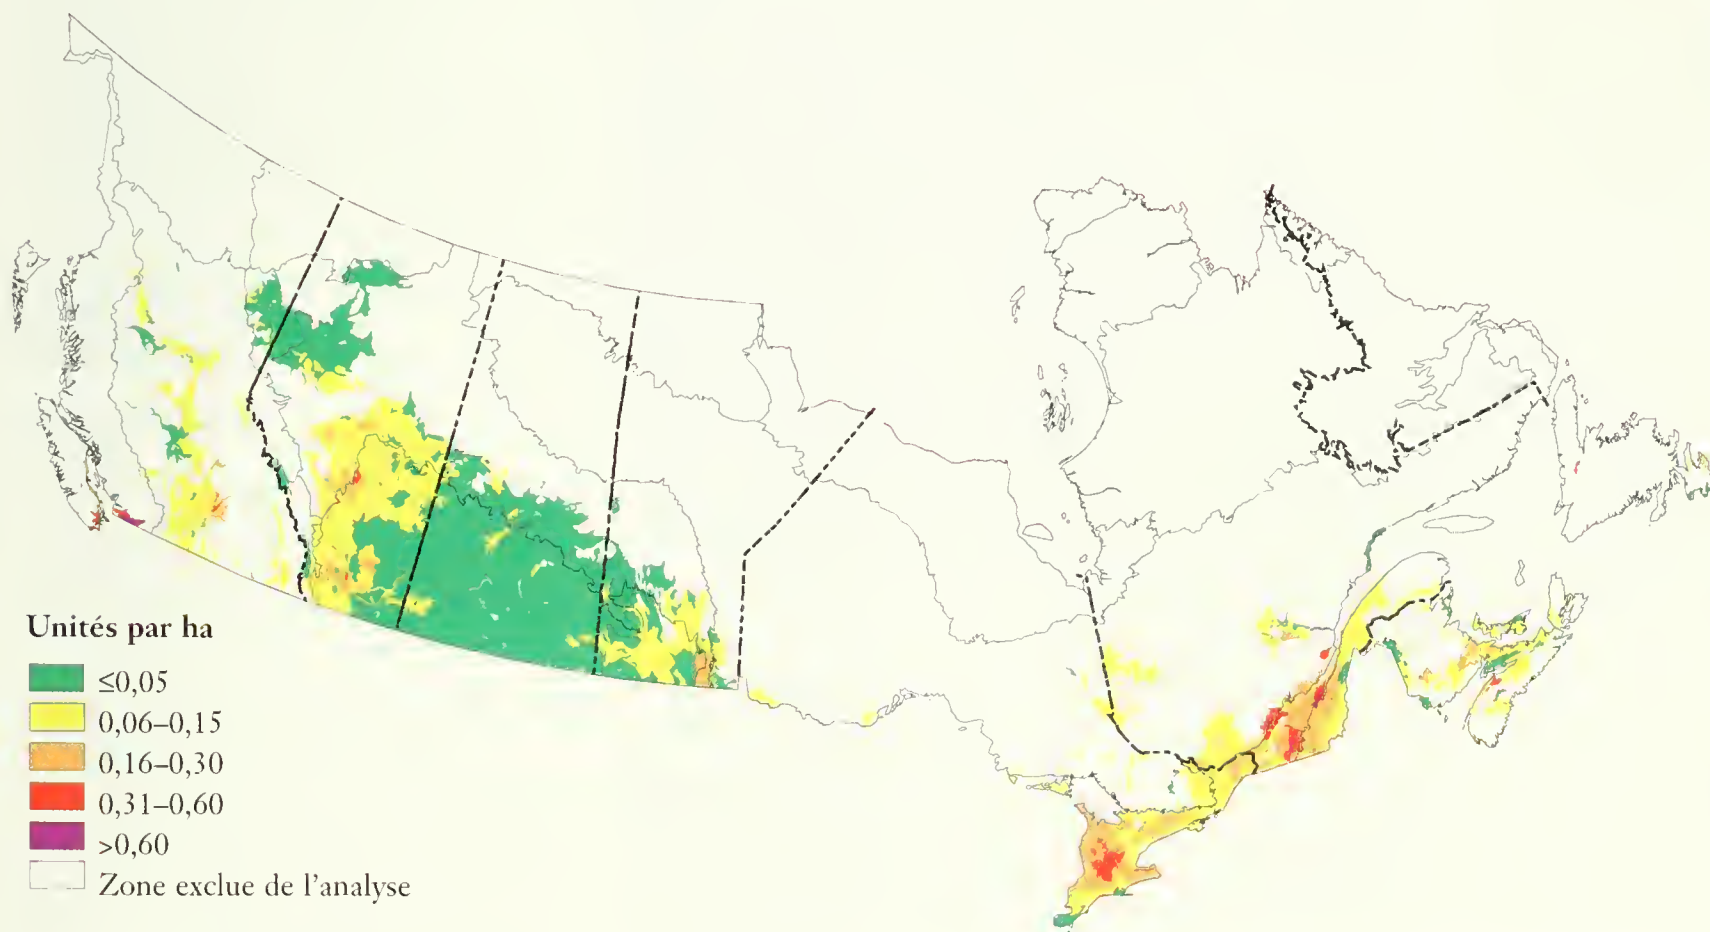 Unités par ha
≤0,05
0,06–0,15
0,16–0,30
0,31–0,60
>0,60
Zone exclue de l'analyse